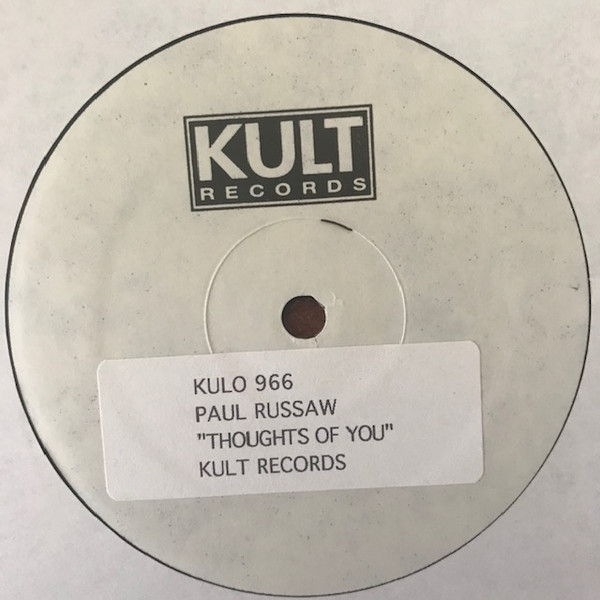 KULT
RECORDS
KULO 966
PAUL RUSSAW
"THOUGHTS OF YOU"
KULT RECORDS